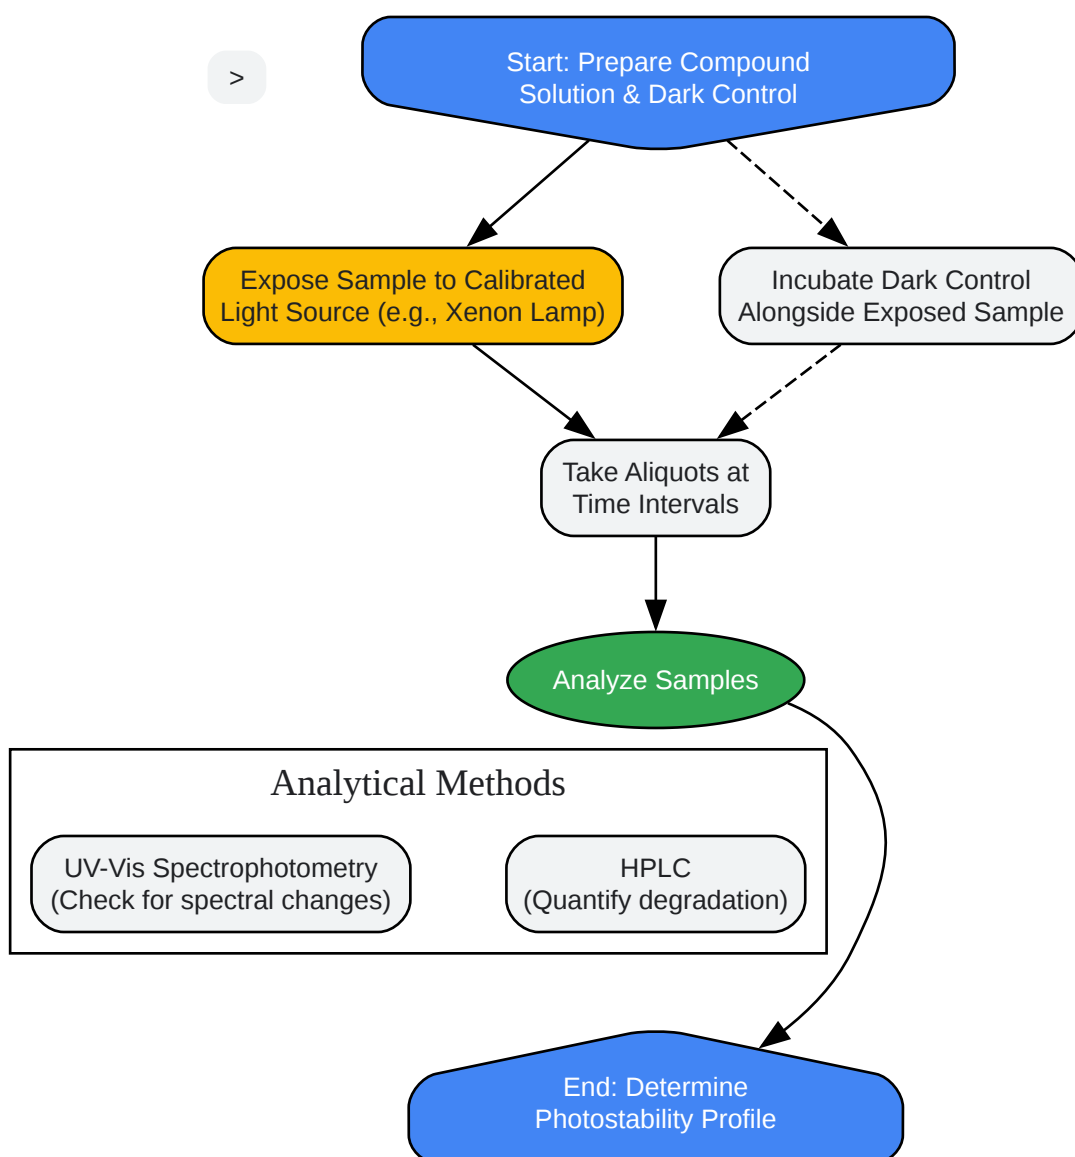 >
Start: Prepare Compound
Solution & Dark Control
Expose Sample to Calibrated
Light Source (e.g., Xenon Lamp)
Incubate Dark Control
Alongside Exposed Sample
Take Aliquots at
Time Intervals
Analyze Samples
Analytical Methods
UV-Vis Spectrophotometry
(Check for spectral changes)
HPLC
(Quantify degradation)
End: Determine
Photostability Profile